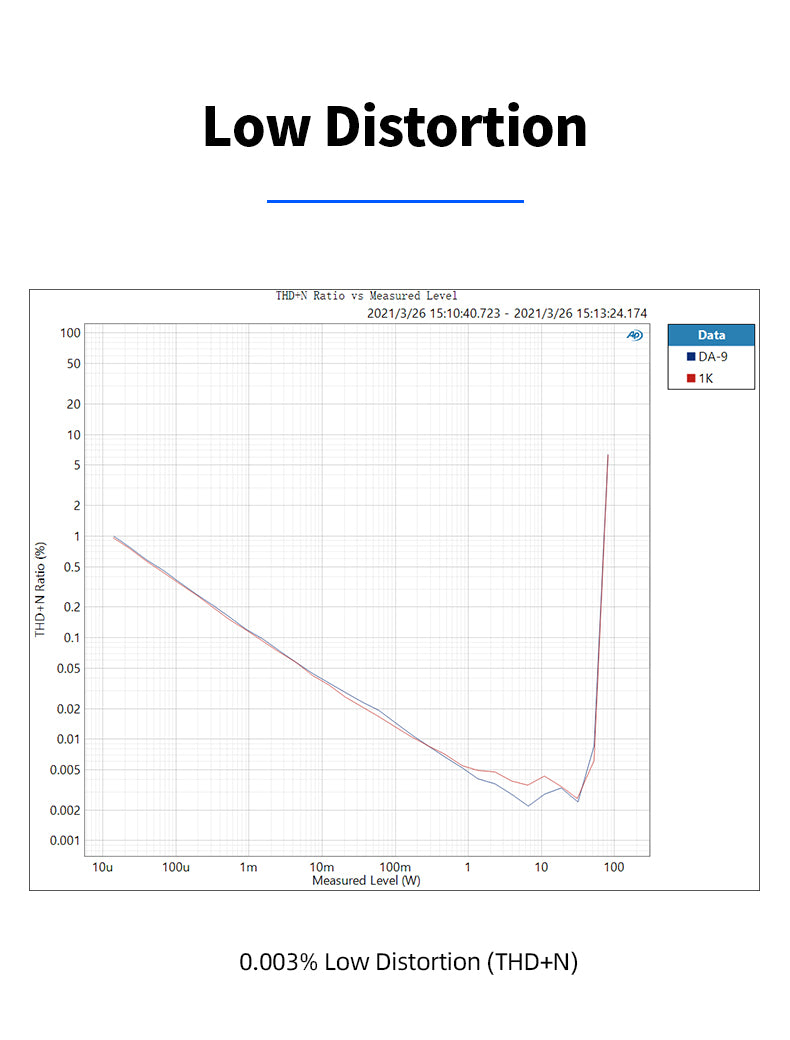 Low Distortion
THD+N Ratio vs Measured Level
2021/3/26 15:10:40.723 - 2021/3/26 15:13:24.174
AP
Data
DA-9
1K
THD+N Ratio (%)
100
50
20
10
5
2
1
0.5
0.2
0.1
0.05
0.02
0.01
0.005
0.002
0.001
10u 100u 1m 10m 100m 1 10 100
Measured Level (W)
0.003% Low Distortion (THD+N)